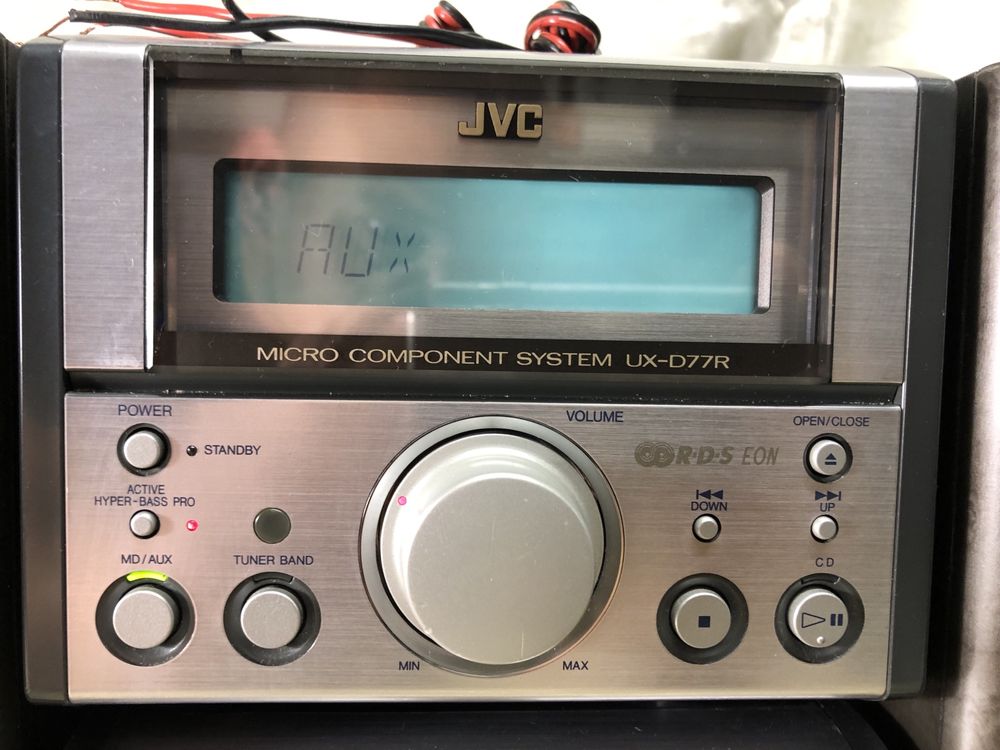 JVC
AUX
MICRO COMPONENT SYSTEM UX-D77R
POWER
VOLUME
OPEN/CLOSE
STANDBY
R·D·S EON
ACTIVE
HYPER-BASS PRO
DOWN
UP
MD/AUX
TUNER BAND
CD
MIN
MAX